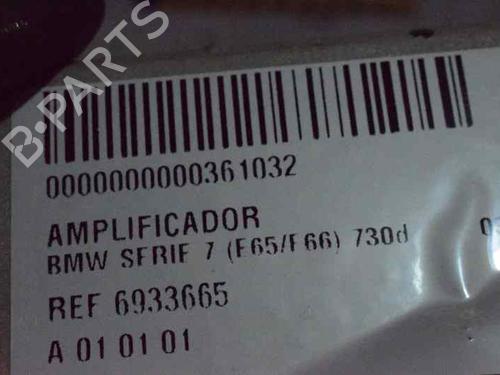 B-PARTS
0000000000361032
AMPLIFICADOR
BMW SERIE 7 (E65/E66) 730d
REF 6933665
A 01 01 01